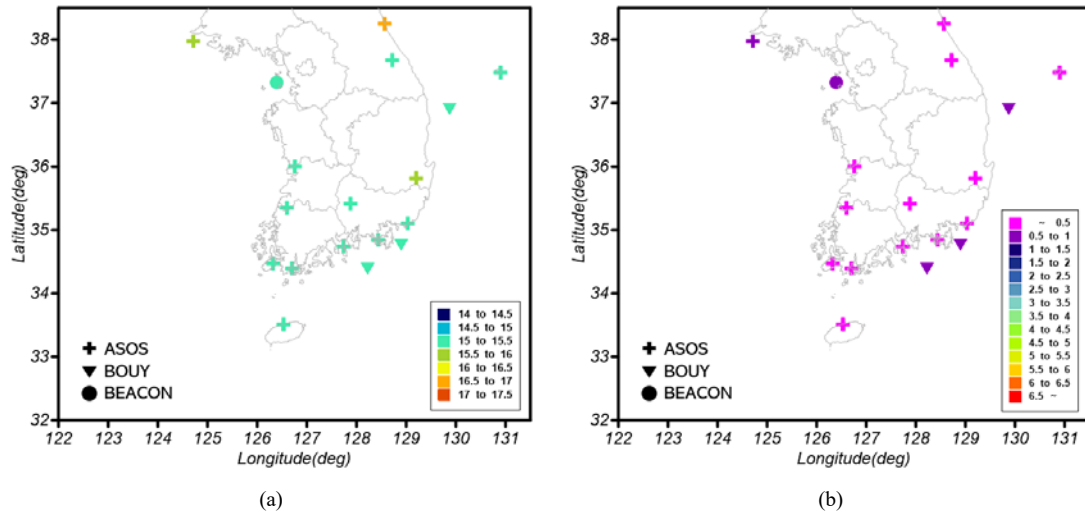 38
37
36
35
34
33
32
Latitude(deg)
ASOS
BOUY
BEACON
14 to 14.5
14.5 to 15
15 to 15.5
15.5 to 16
16 to 16.5
16.5 to 17
17 to 17.5
122 123 124 125 126 127 128 129 130 131
Longitude(deg)
(a)
38
37
36
35
34
33
32
Latitude(deg)
ASOS
BOUY
BEACON
~ 0.5
0.5 to 1
1 to 1.5
1.5 to 2
2 to 2.5
2.5 to 3
3 to 3.5
3.5 to 4
4 to 4.5
4.5 to 5
5 to 5.5
5.5 to 6
6 to 6.5
6.5 ~
122 123 124 125 126 127 128 129 130 131
Longitude(deg)
(b)